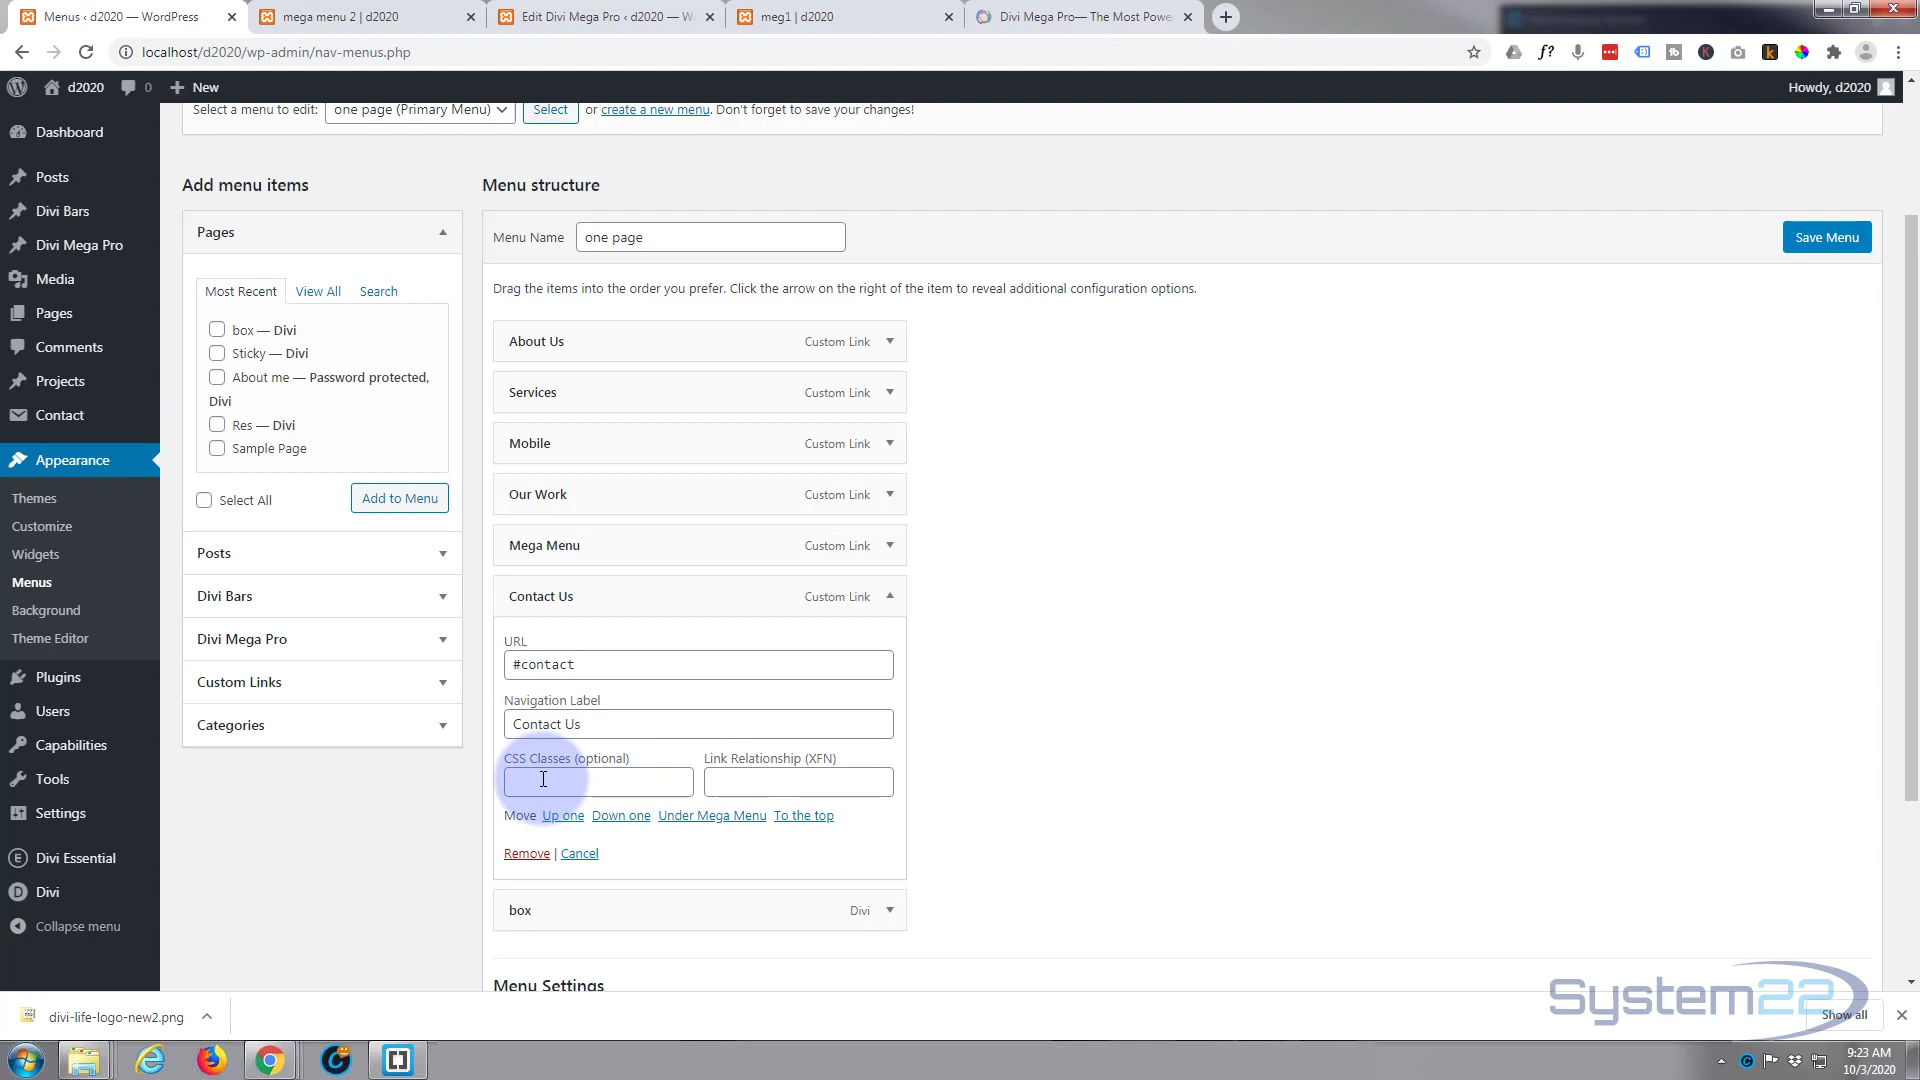 Menus ‹ d2020 — WordPress
mega menu 2 | d2020
Edit Divi Mega Pro ‹ d2020 — W
meg1 | d2020
Divi Mega Pro— The Most Powe
localhost/d2020/wp-admin/nav-menus.php
d2020
0
New
Howdy, d2020
Dashboard
Posts
Divi Bars
Divi Mega Pro
Media
Pages
Comments
Projects
Contact
Appearance
Themes
Customize
Widgets
Menus
Background
Theme Editor
Plugins
Users
Capabilities
Tools
Settings
Divi Essential
Divi
Collapse menu
Select a menu to edit: one page (Primary Menu) Select or create a new menu. Don’t forget to save your changes!
Add menu items
Pages
Most Recent View All Search
box — Divi
Sticky — Divi
About me — Password protected,
Divi
Res — Divi
Sample Page
Select All
Add to Menu
Posts
Divi Bars
Divi Mega Pro
Custom Links
Categories
Menu structure
Menu Name one page
Save Menu
Drag the items into the order you prefer. Click the arrow on the right of the item to reveal additional configuration options.
About Us Custom Link
Services Custom Link
Mobile Custom Link
Our Work Custom Link
Mega Menu Custom Link
Contact Us Custom Link
URL
#contact
Navigation Label
Contact Us
CSS Classes (optional) Link Relationship (XFN)
Move Up one Down one Under Mega Menu To the top
Remove | Cancel
box Divi
Menu Settings
System22
divi-life-logo-new2.png
Show all
9:23 AM
10/3/2020